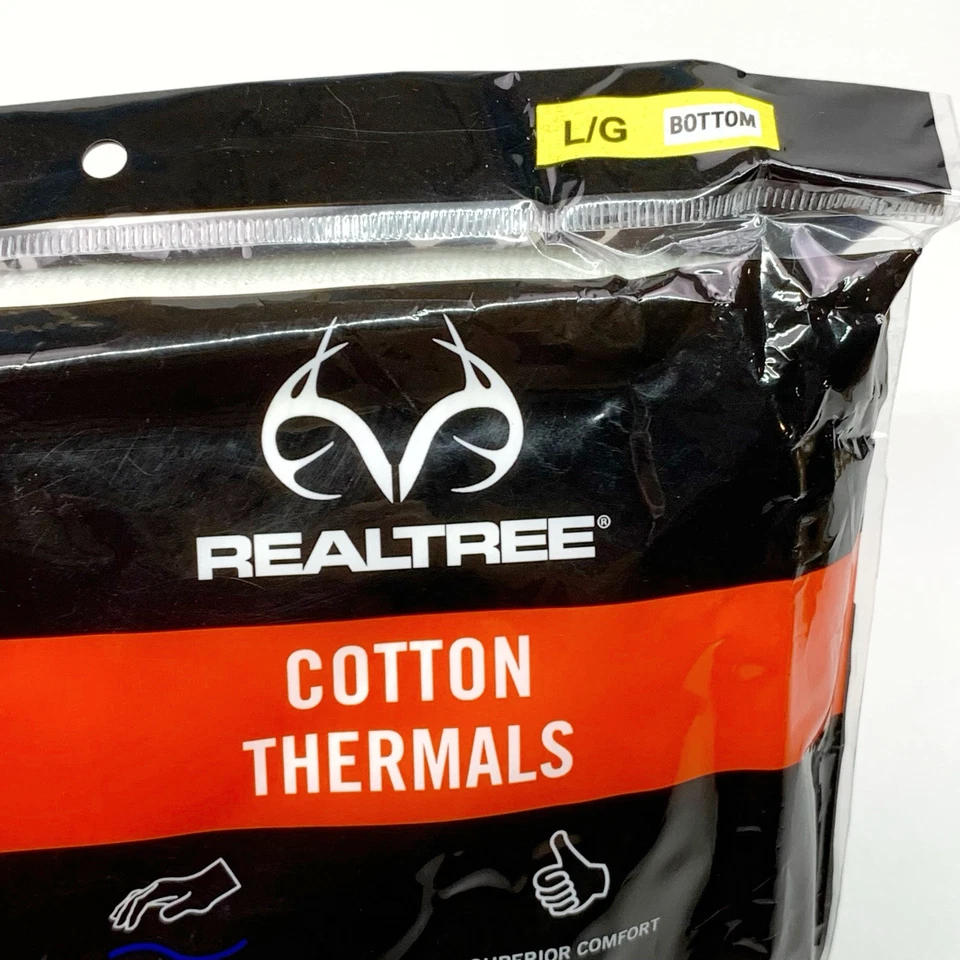 L/G BOTTOM
REALTREE®
COTTON
THERMALS
SUPERIOR COMFORT